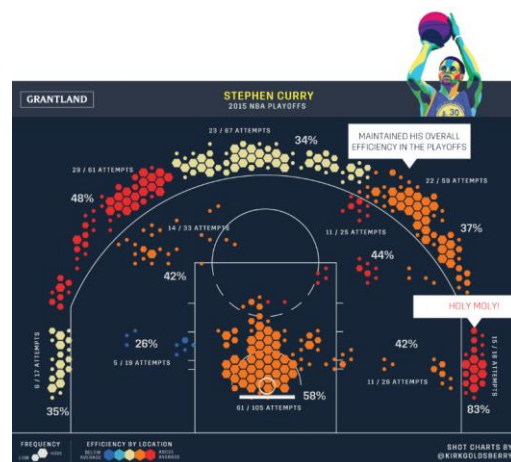 GRANTLAND
STEPHEN CURRY
2015 NBA PLAYOFFS
30
23 / 67 ATTEMPTS
34%
MAINTAINED HIS OVERALL
EFFICIENCY IN THE PLAYOFFS
29 / 61 ATTEMPTS
48%
22 / 59 ATTEMPTS
37%
14 / 33 ATTEMPTS
42%
11 / 25 ATTEMPTS
44%
HOLY MOLY!
6 / 17 ATTEMPTS
35%
26%
5 / 19 ATTEMPTS
58%
61 / 105 ATTEMPTS
42%
11 / 26 ATTEMPTS
15 / 18 ATTEMPTS
83%
FREQUENCY
LOW
HIGH
EFFICIENCY BY LOCATION
BELOW
AVERAGE
ABOVE
AVERAGE
SHOT CHARTS BY
@KIRKGOLDSBERRY